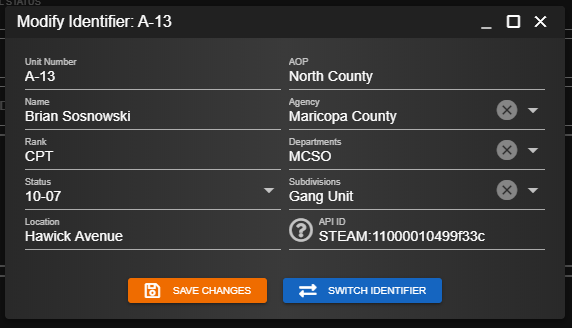 Modify Identifier: A-13
Unit Number
A-13
AOP
North County
Name
Brian Sosnowski
Agency
Maricopa County
Rank
CPT
Departments
MCSO
Status
10-07
Subdivisions
Gang Unit
Location
Hawick Avenue
API ID
STEAM:11000010499f33c
SAVE CHANGES
SWITCH IDENTIFIER